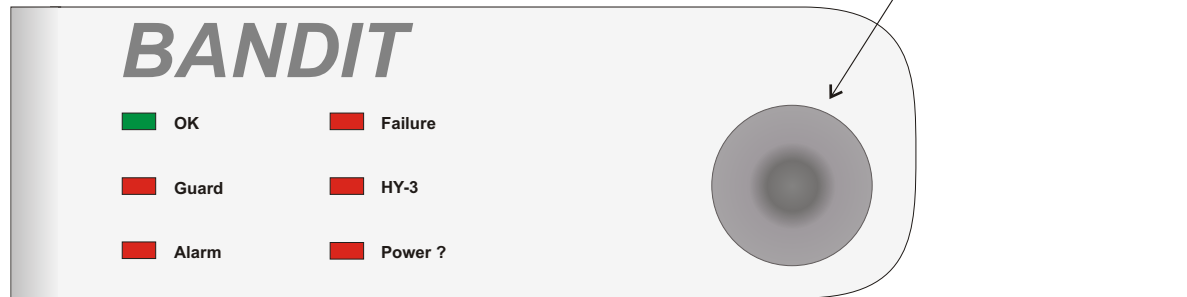 BANDIT
OK
Failure
Guard
HY-3
Alarm
Power ?